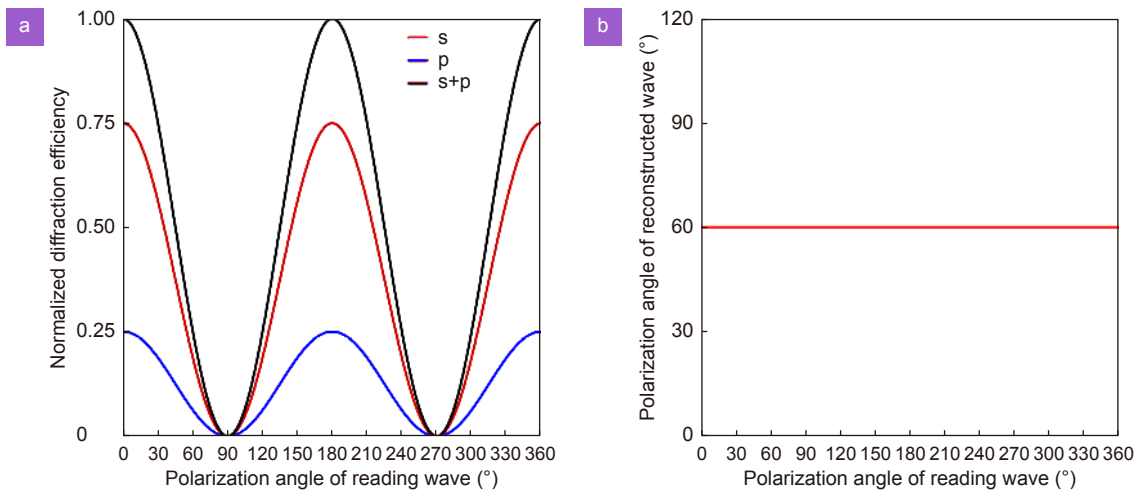 a
Normalized diffraction efficiency
1.00
0.75
0.50
0.25
0
s
p
s+p
0 30 60 90 120 150 180 210 240 270 300 330 360
Polarization angle of reading wave (°)
b
Polarization angle of reconstructed wave (°)
120
90
60
30
0
0 30 60 90 120 150 180 210 240 270 300 330 360
Polarization angle of reading wave (°)